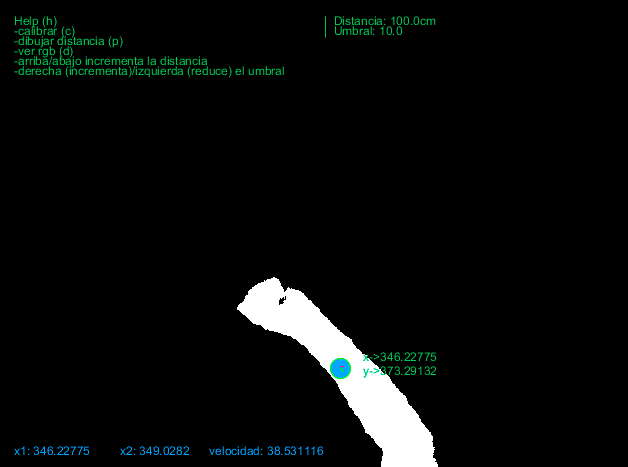 Help (h)
-calibrar (c)
-dibujar distancia (p)
-ver rgb (d)
-arriba/abajo incrementa la distancia
-derecha (incrementa)/izquierda (reduce) el umbral
Distancia: 100.0cm
Umbral: 10.0
x->346.22775
y->373.29132
x1: 346.22775 x2: 349.0282 velocidad: 38.531116